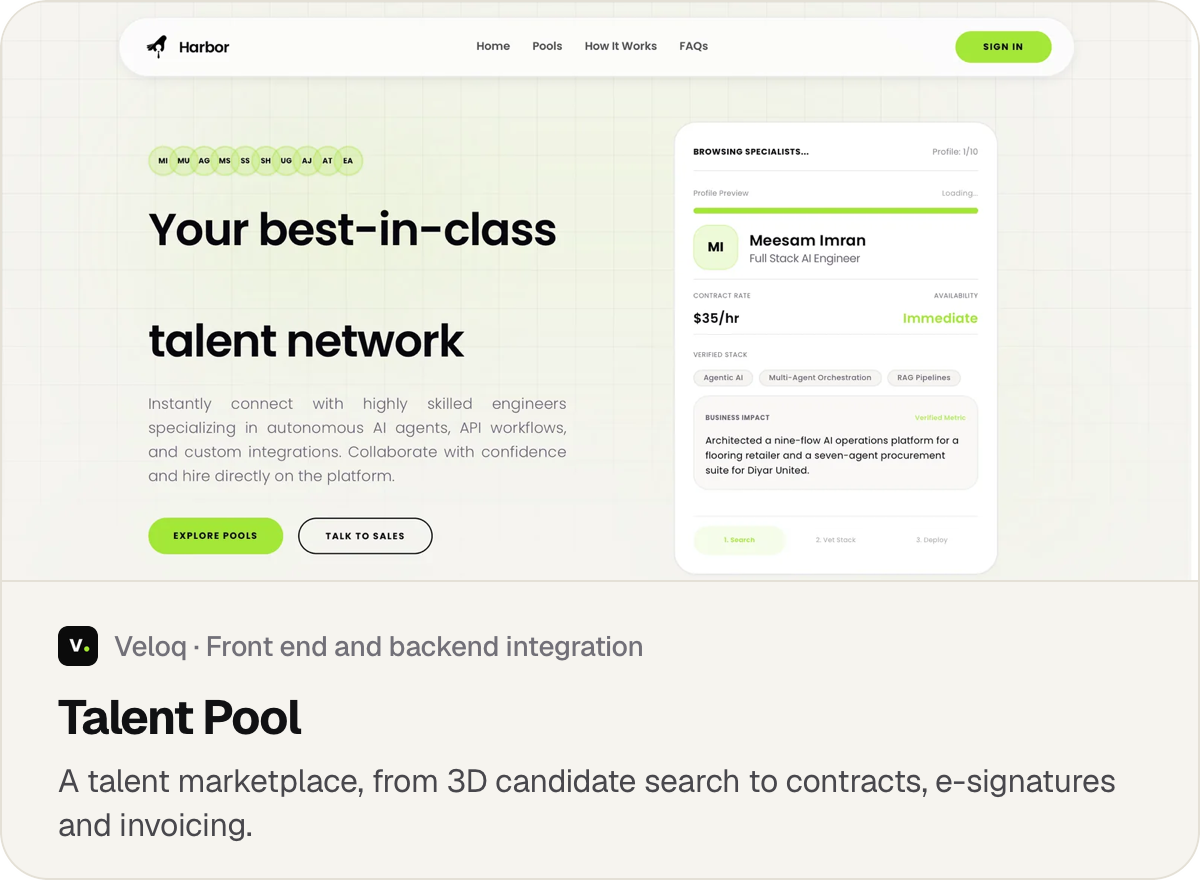 Harbor
Home Pools How It Works FAQs
SIGN IN
MI MU AG MS SS SH UG AJ AT EA
Your best-in-class
talent network
Instantly connect with highly skilled engineers
specializing in autonomous AI agents, API workflows,
and custom integrations. Collaborate with confidence
and hire directly on the platform.
EXPLORE POOLS
TALK TO SALES
BROWSING SPECIALISTS...
Profile: 1/10
Profile Preview
Loading...
MI
Meesam Imran
Full Stack AI Engineer
CONTRACT RATE
AVAILABILITY
$35/hr
Immediate
VERIFIED STACK
Agentic AI
Multi-Agent Orchestration
RAG Pipelines
BUSINESS IMPACT
Verified Metric
Architected a nine-flow AI operations platform for a
flooring retailer and a seven-agent procurement
suite for Diyar United.
1. Search
2. Vet Stack
3. Deploy
V.
Veloq · Front end and backend integration
Talent Pool
A talent marketplace, from 3D candidate search to contracts, e-signatures
and invoicing.